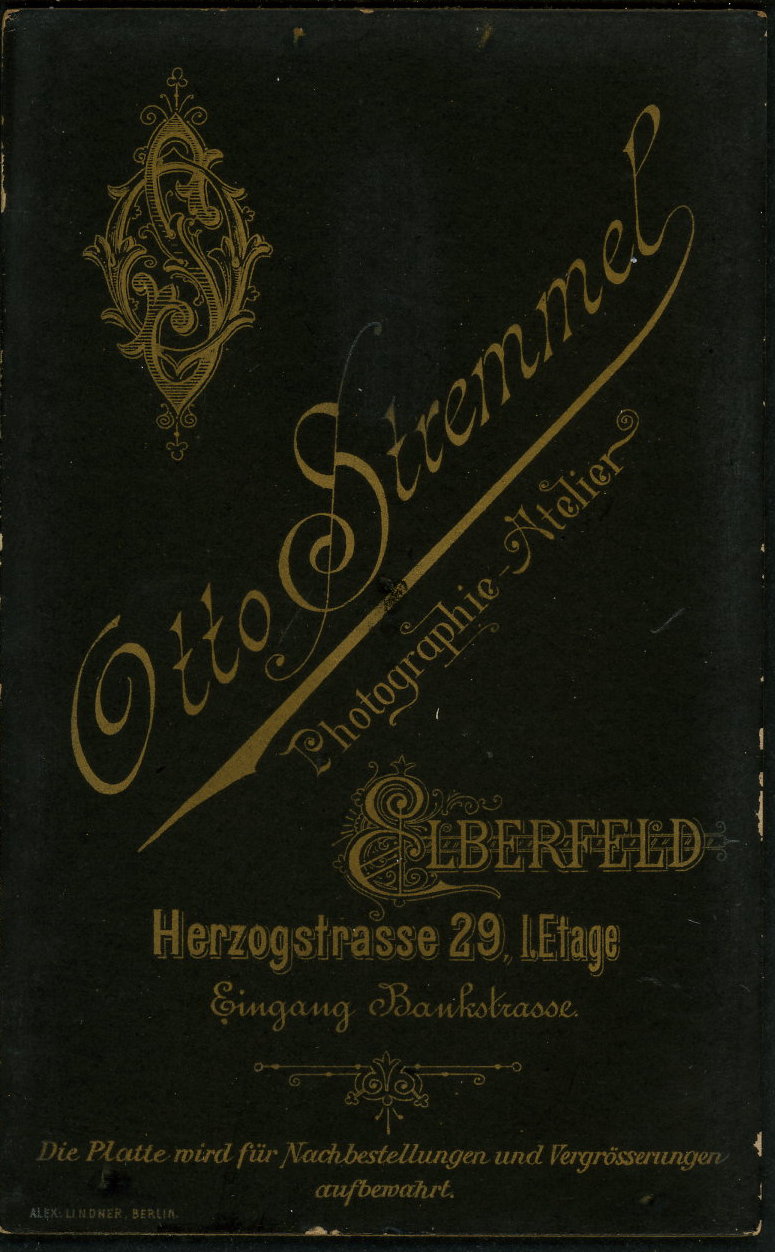 Otto Stremmel
Photographie-Atelier
ELBERFELD
Herzogstrasse 29, I. Etage
Eingang Bankstrasse.
Die Platte wird für Nachbestellungen und Vergrösserungen
aufbewahrt.
ALEX. LINDNER, BERLIN.